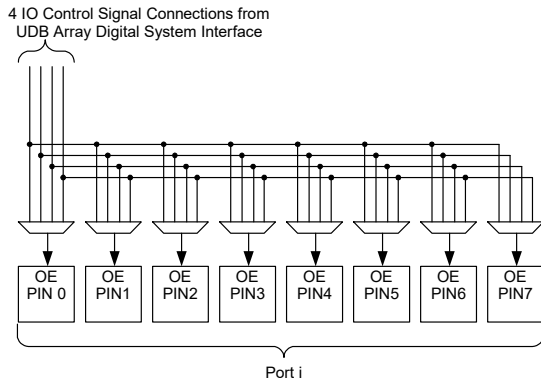 4 IO Control Signal Connections from
UDB Array Digital System Interface
OE OE OE OE OE OE OE OE
PIN 0 PIN1 PIN2 PIN3 PIN4 PIN5 PIN6 PIN7
Port i